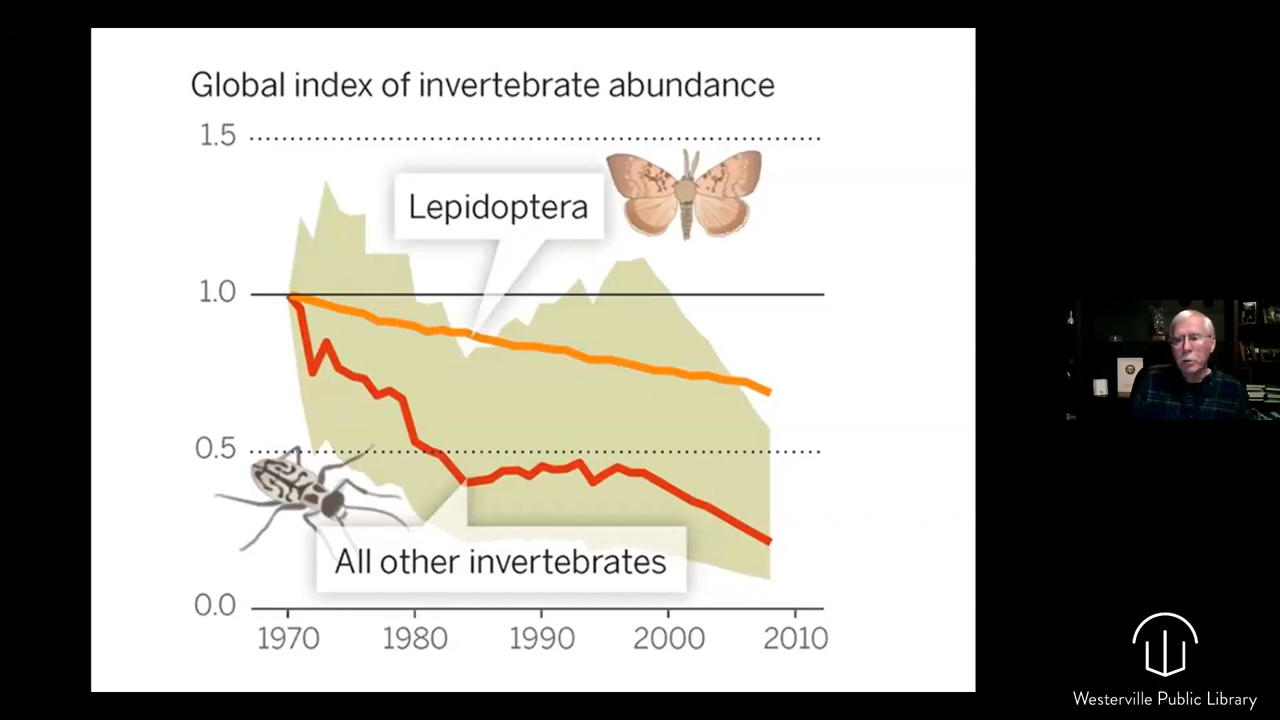 Global index of invertebrate abundance
1.5
Lepidoptera
1.0
0.5
All other invertebrates
0.0
1970 1980 1990 2000 2010
Westerville Public Library